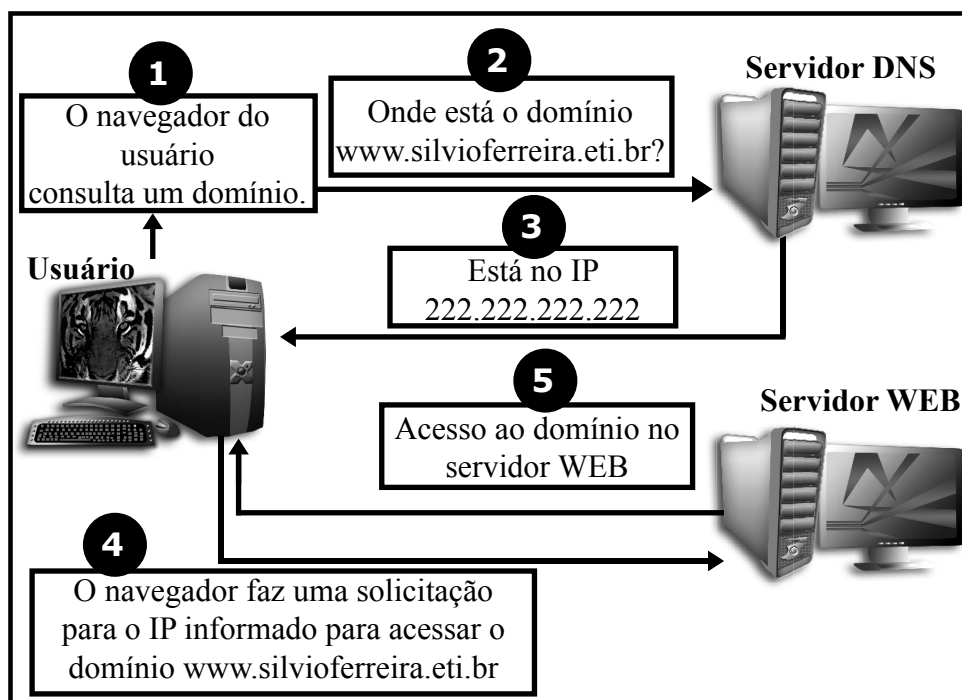 1
O navegador do
usuário
consulta um domínio.
2
Onde está o domínio
www.silvioferreira.eti.br?
Servidor DNS
3
Está no IP
222.222.222.222
Usuário
5
Acesso ao domínio no
servidor WEB
Servidor WEB
4
O navegador faz uma solicitação
para o IP informado para acessar o
domínio www.silvioferreira.eti.br